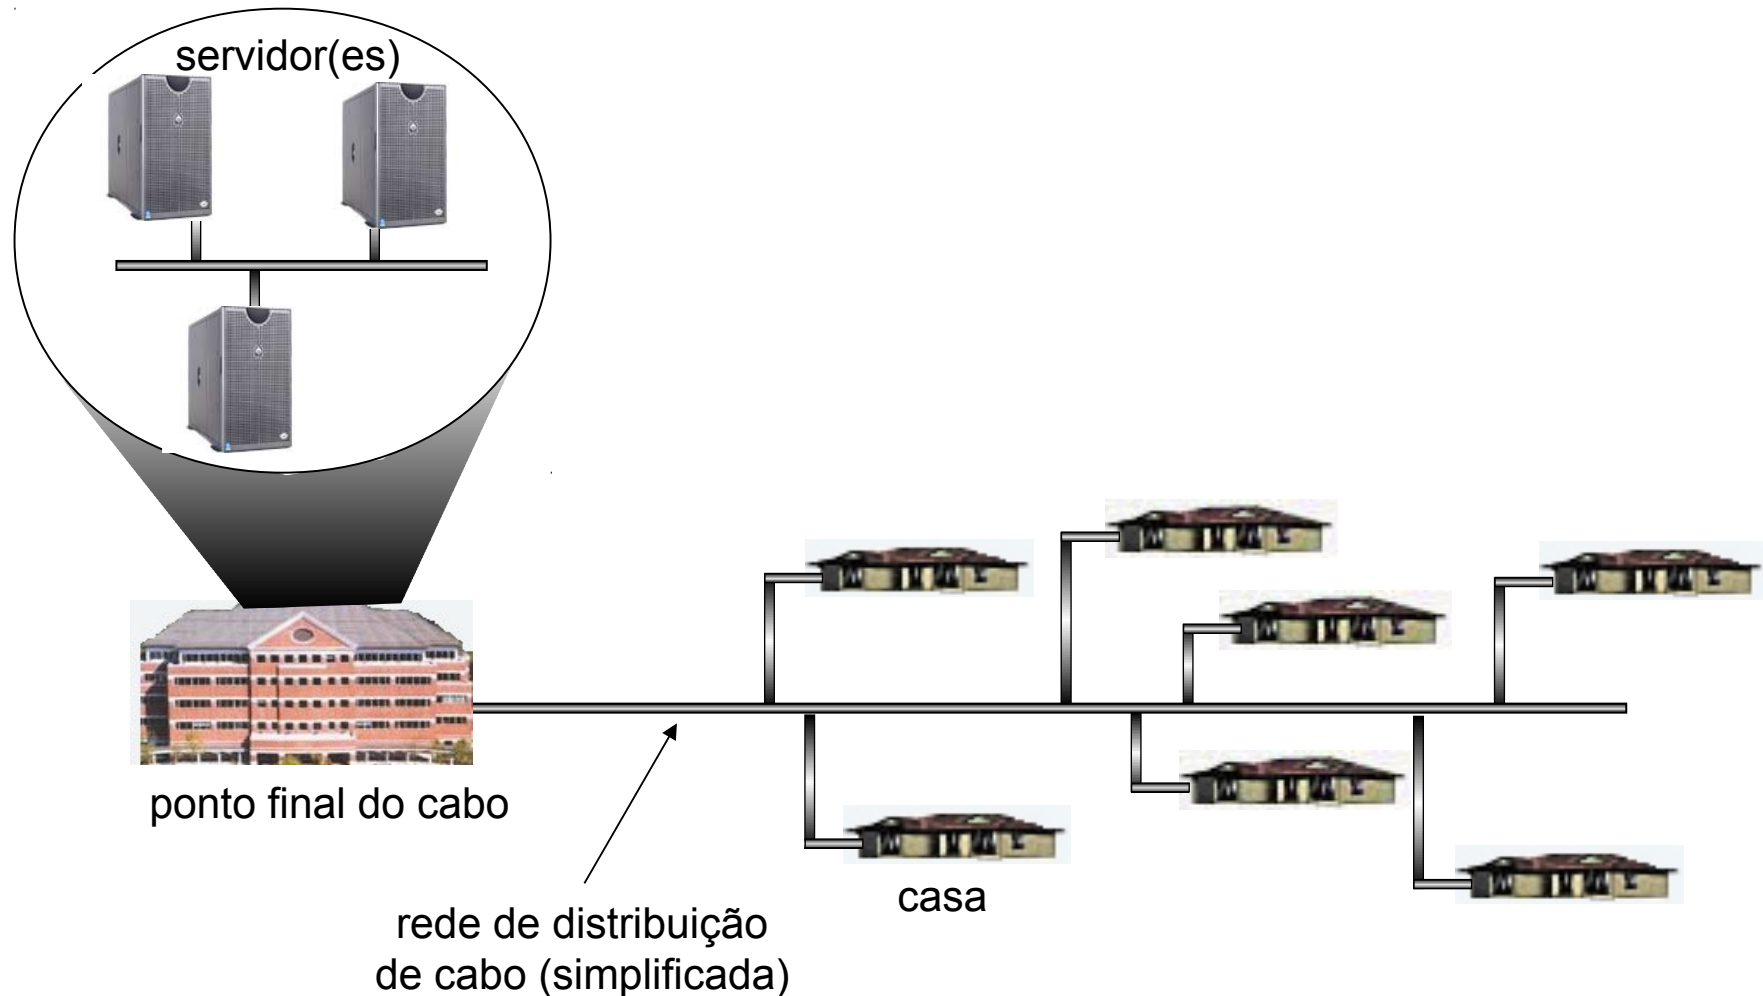 servidor(es)
ponto final do cabo
casa
rede de distribuição
de cabo (simplificada)